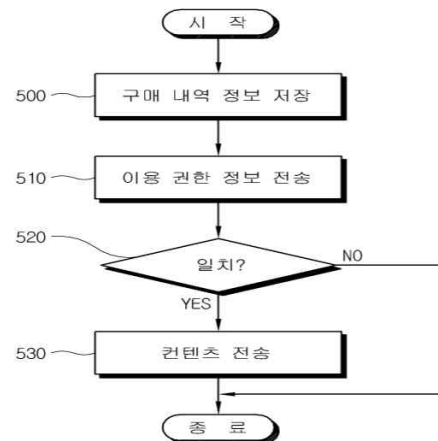 시 작
500
구매 내역 정보 저장
510
이용 권한 정보 전송
520
일치?
NO
YES
530
컨텐츠 전송
종 료